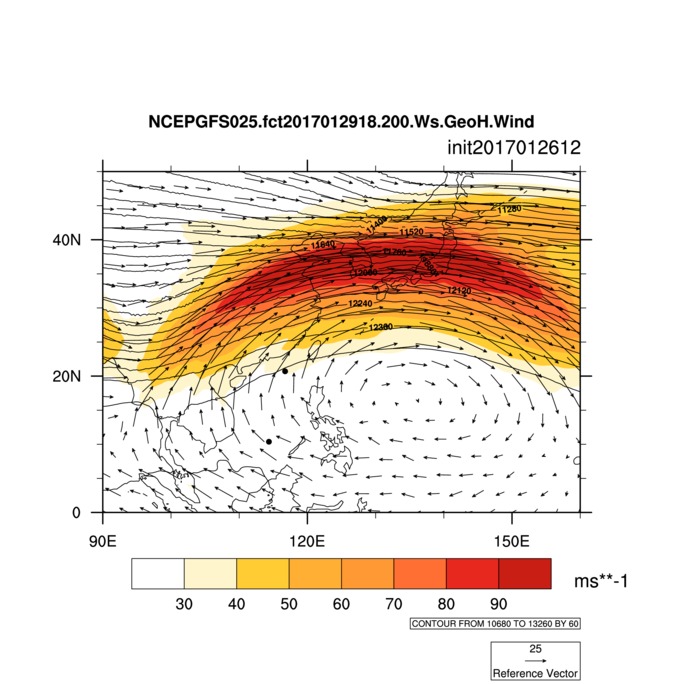 NCEPGFS025.fct2017012918.200.Ws.GeoH.Wind
init2017012612
11280
11400
11520
40N
11640
11760
12000
12120
12240
12360
20N
0
90E 120E 150E
ms**-1
30 40 50 60 70 80 90
CONTOUR FROM 10680 TO 13260 BY 60
25
Reference Vector